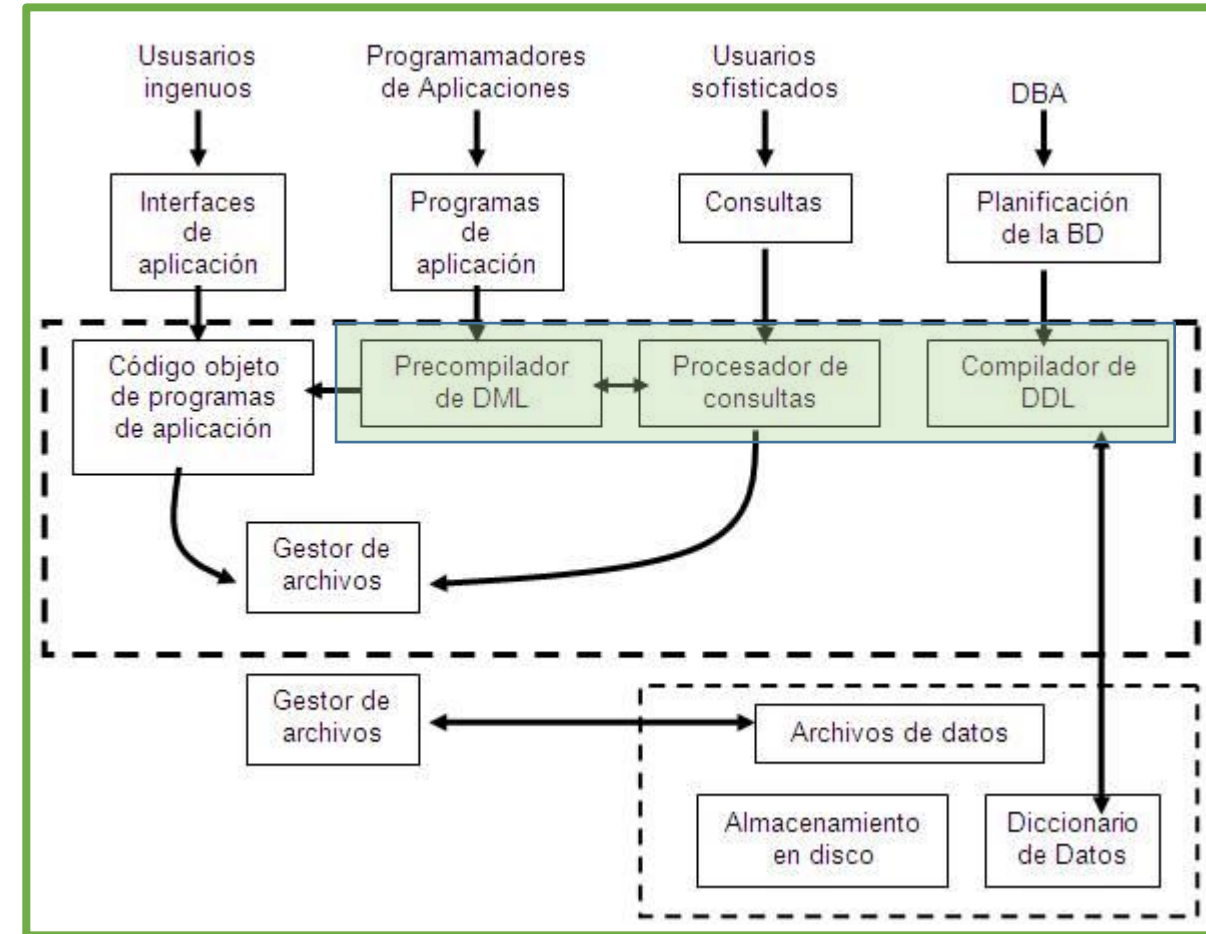 Ususarios
ingenuos
Programamadores
de Aplicaciones
Usuarios
sofisticados
DBA
Interfaces
de
aplicación
Programas
de
aplicación
Consultas
Planificación
de la BD
Código objeto
de programas
de aplicación
Precompilador
de DML
Procesador de
consultas
Compilador de
DDL
Gestor de
archivos
Gestor de
archivos
Archivos de datos
Almacenamiento
en disco
Diccionario
de Datos